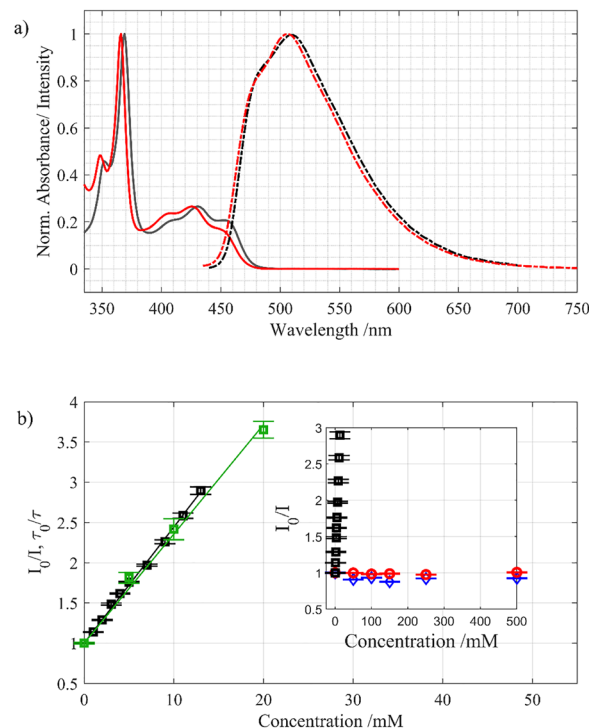 a)
Norm. Absorbance/ Intensity
1
0.8
0.6
0.4
0.2
0
350 400 450 500 550 600 650 700 750
Wavelength /nm
b)
I0/I, τ0/τ
4
3.5
3
2.5
2
1.5
1
0.5
0 10 20 30 40 50
Concentration /mM
I0/I
3
2.5
2
1.5
1
0.5
0 100 200 300 400 500
Concentration /mM